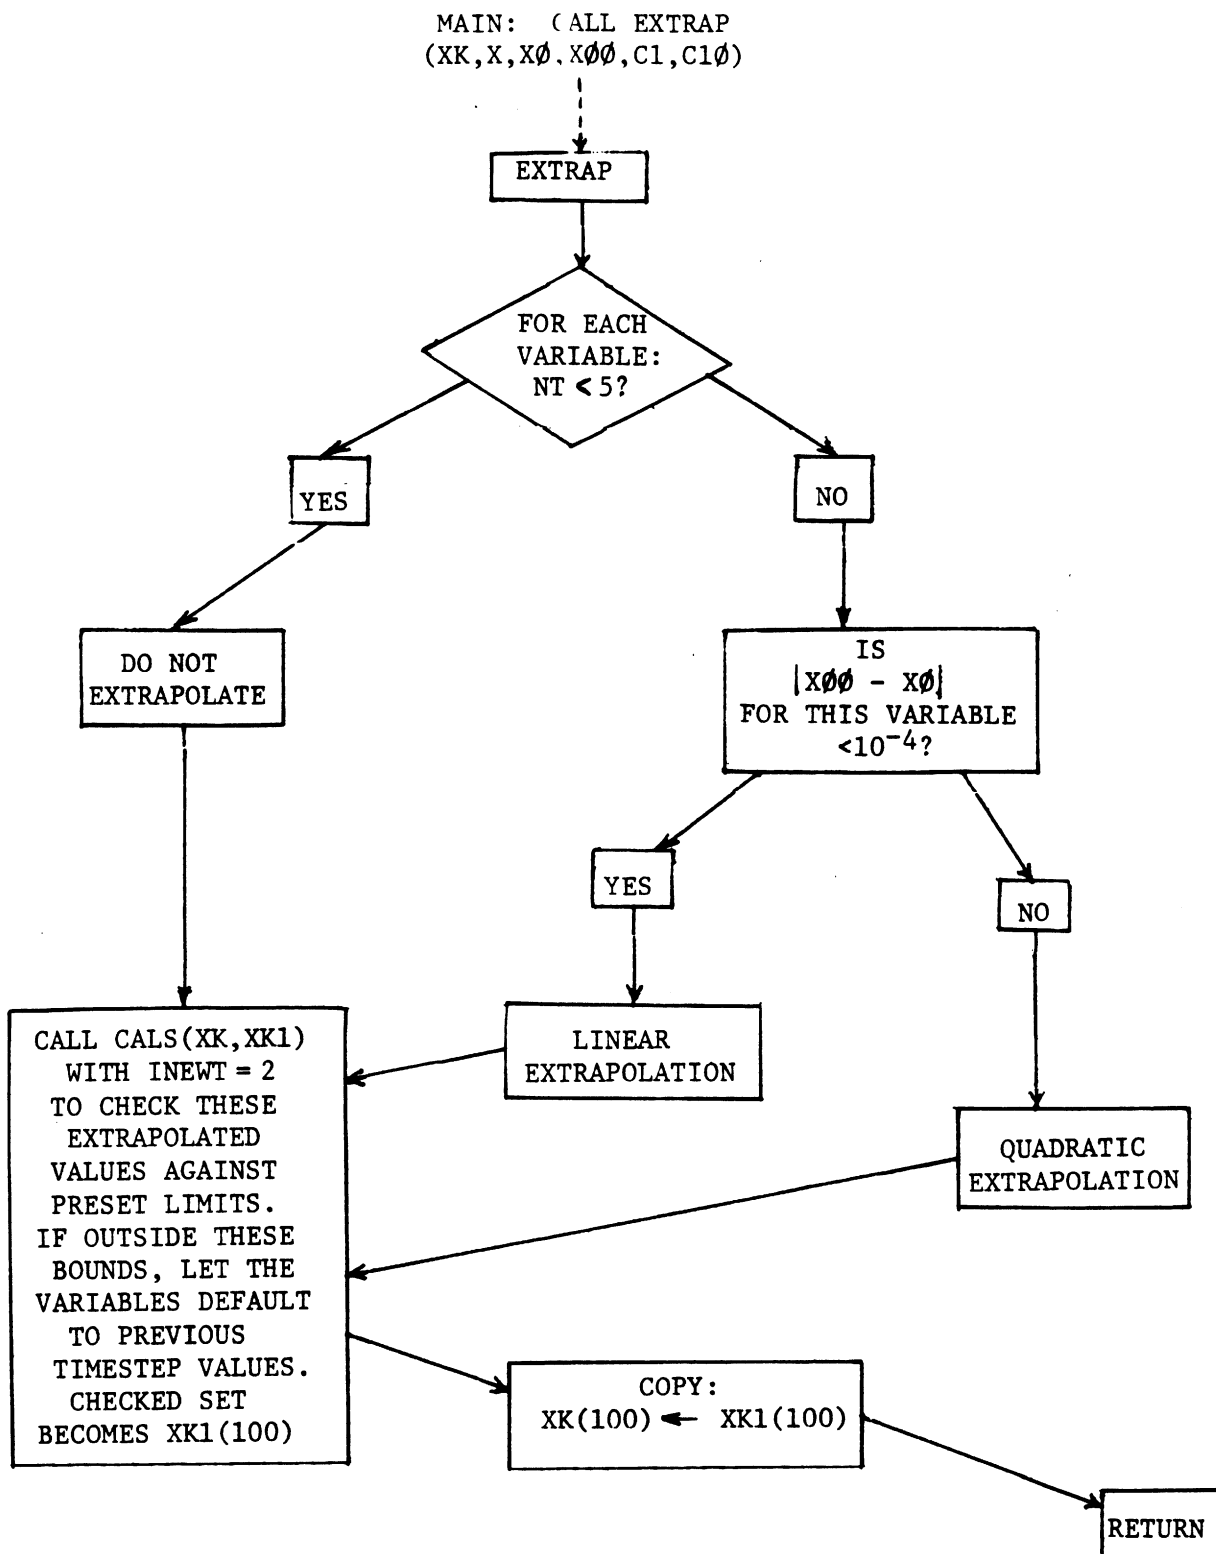 MAIN: CALL EXTRAP
(XK,X,XØ,XØØ,C1,C1Ø)
EXTRAP
FOR EACH
VARIABLE:
NT < 5?
YES
NO
DO NOT
EXTRAPOLATE
IS
|XØØ - XØ|
FOR THIS VARIABLE
<10⁻⁴?
YES
NO
LINEAR
EXTRAPOLATION
QUADRATIC
EXTRAPOLATION
CALL CALS(XK,XK1)
WITH INEWT = 2
TO CHECK THESE
EXTRAPOLATED
VALUES AGAINST
PRESET LIMITS.
IF OUTSIDE THESE
BOUNDS, LET THE
VARIABLES DEFAULT
TO PREVIOUS
TIMESTEP VALUES.
CHECKED SET
BECOMES XK1(100)
COPY:
XK(100) ← XK1(100)
RETURN